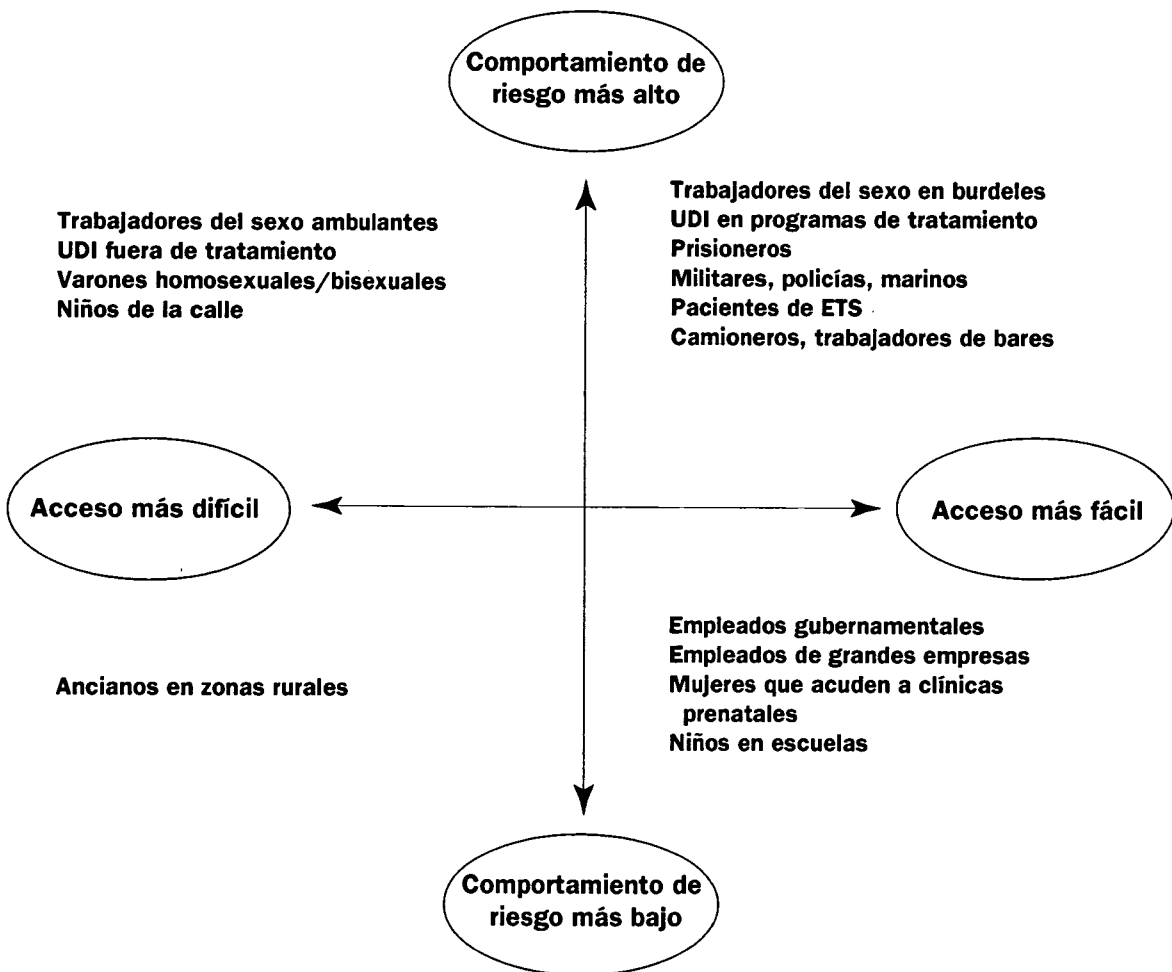 Comportamiento de
riesgo más alto
Trabajadores del sexo ambulantes
UDI fuera de tratamiento
Varones homosexuales/bisexuales
Niños de la calle
Trabajadores del sexo en burdeles
UDI en programas de tratamiento
Prisioneros
Militares, policías, marinos
Pacientes de ETS
Camioneros, trabajadores de bares
Acceso más difícil
Acceso más fácil
Ancianos en zonas rurales
Empleados gubernamentales
Empleados de grandes empresas
Mujeres que acuden a clínicas
prenatales
Niños en escuelas
Comportamiento de
riesgo más bajo